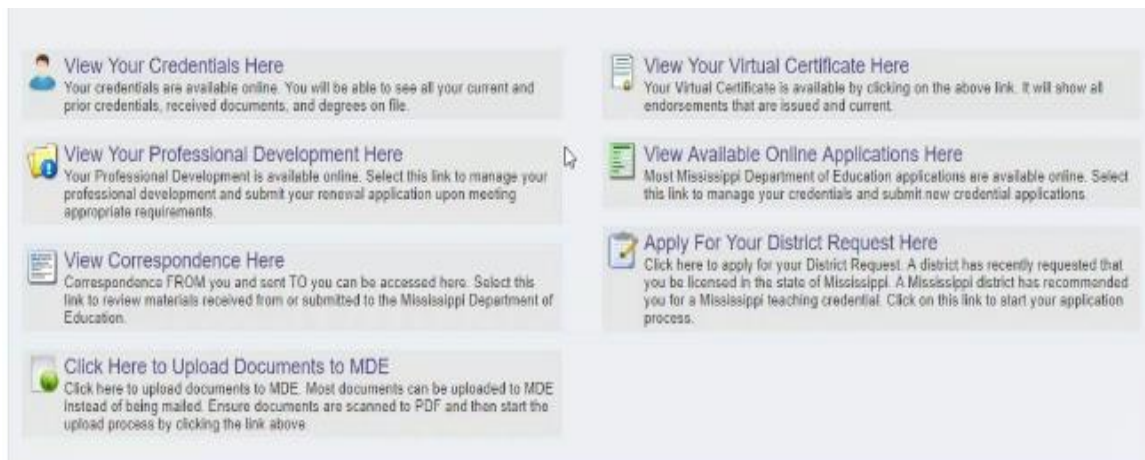 View Your Credentials Here
Your credentials are available online. You will be able to see all your current and
prior credentials, received documents, and degrees on file.
View Your Professional Development Here
Your Professional Development is available online. Select this link to manage your
professional development and submit your renewal application upon meeting
appropriate requirements.
View Correspondence Here
Correspondence FROM you and sent TO you can be accessed here. Select this
link to review materials received from or submitted to the Mississippi Department of
Education.
Click Here to Upload Documents to MDE
Click here to upload documents to MDE. Most documents can be uploaded to MDE
instead of being mailed. Ensure documents are scanned to PDF and then start the
upload process by clicking the link above.
View Your Virtual Certificate Here
Your Virtual Certificate is available by clicking on the above link. It will show all
endorsements that are issued and current.
View Available Online Applications Here
Most Mississippi Department of Education applications are available online. Select
this link to manage your credentials and submit new credential applications.
Apply For Your District Request Here
Click here to apply for your District Request. A district has recently requested that
you be licensed in the state of Mississippi. A Mississippi district has recommended
you for a Mississippi teaching credential. Click on this link to start your application
process.